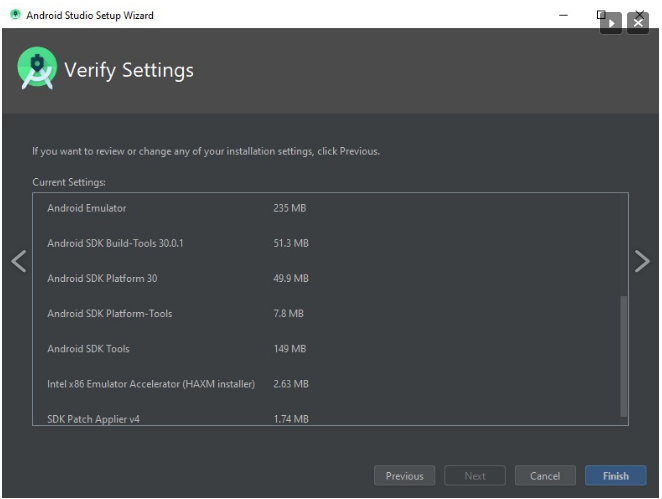 Android Studio Setup Wizard
Verify Settings
If you want to review or change any of your installation settings, click Previous.
Current Settings:
Android Emulator 235 MB
Android SDK Build-Tools 30.0.1 51.3 MB
Android SDK Platform 30 49.9 MB
Android SDK Platform-Tools 7.8 MB
Android SDK Tools 149 MB
Intel x86 Emulator Accelerator (HAXM installer) 2.63 MB
SDK Patch Applier v4 1.74 MB
Previous Next Cancel Finish